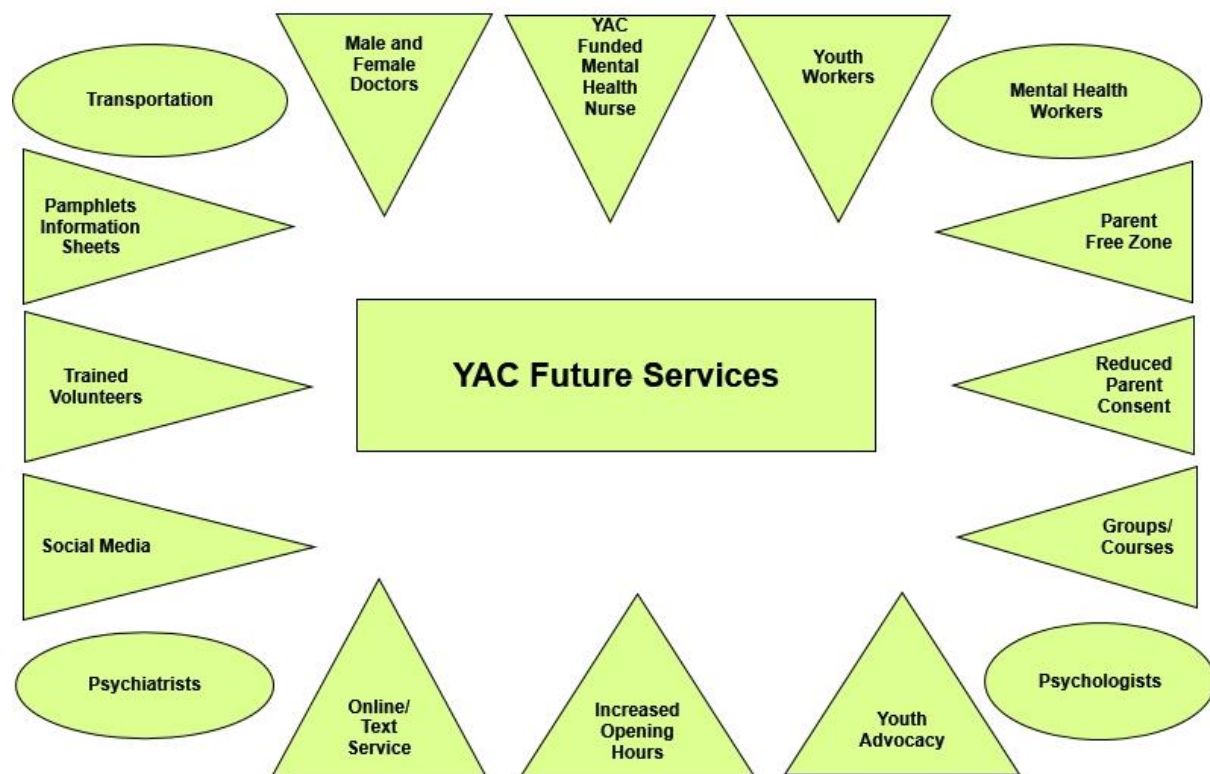 Transportation
Male and
Female
Doctors
YAC
Funded
Mental
Health
Nurse
Youth
Workers
Mental Health
Workers
Pamphlets
Information
Sheets
Parent
Free Zone
YAC Future Services
Trained
Volunteers
Reduced
Parent
Consent
Social Media
Groups/
Courses
Psychiatrists
Online/
Text
Service
Increased
Opening
Hours
Youth
Advocacy
Psychologists